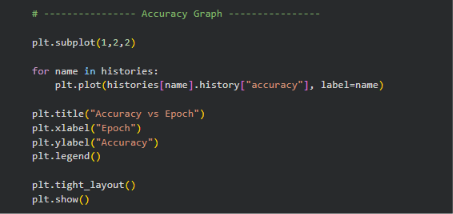 # ---------------- Accuracy Graph ----------------
plt.subplot(1,2,2)
for name in histories:
    plt.plot(histories[name].history["accuracy"], label=name)
plt.title("Accuracy vs Epoch")
plt.xlabel("Epoch")
plt.ylabel("Accuracy")
plt.legend()
plt.tight_layout()
plt.show()